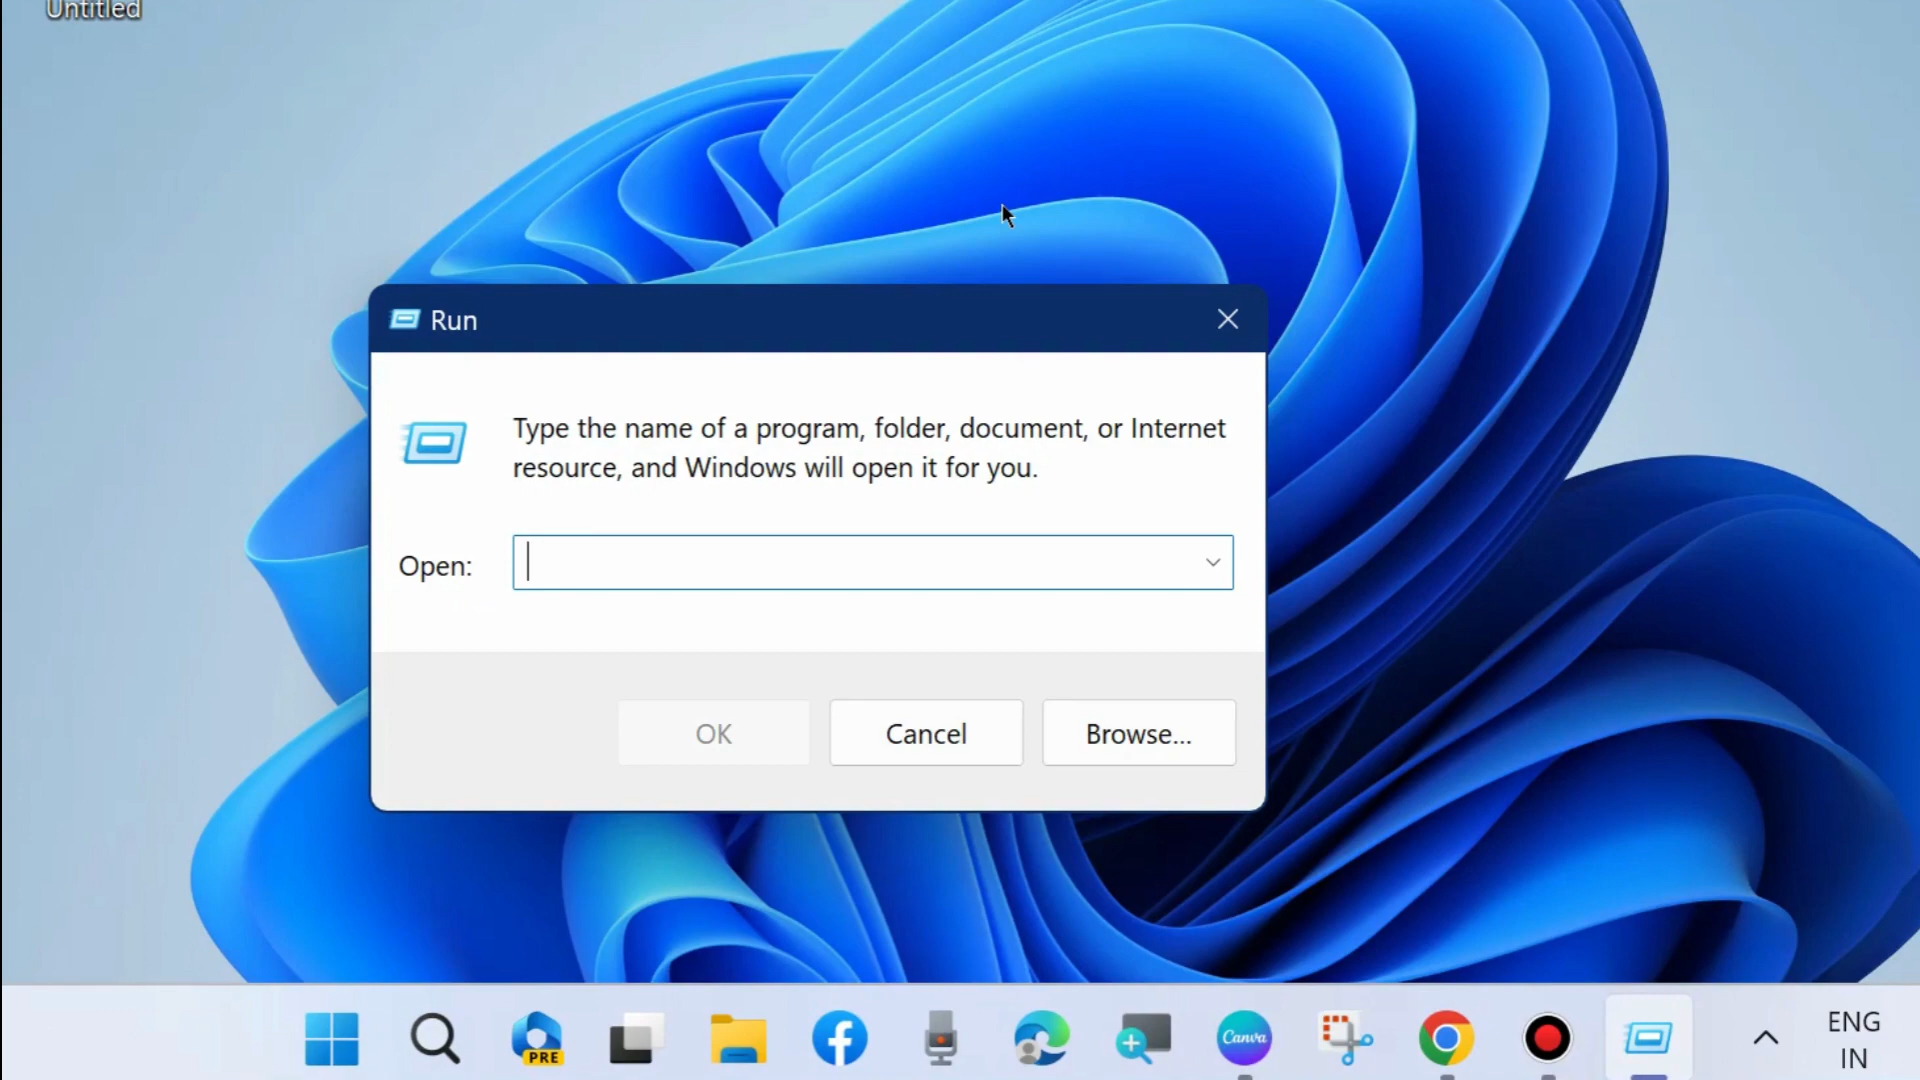 Untitled
Run
Type the name of a program, folder, document, or Internet
resource, and Windows will open it for you.
Open:
OK
Cancel
Browse...
PRE
Canva
ENG
IN